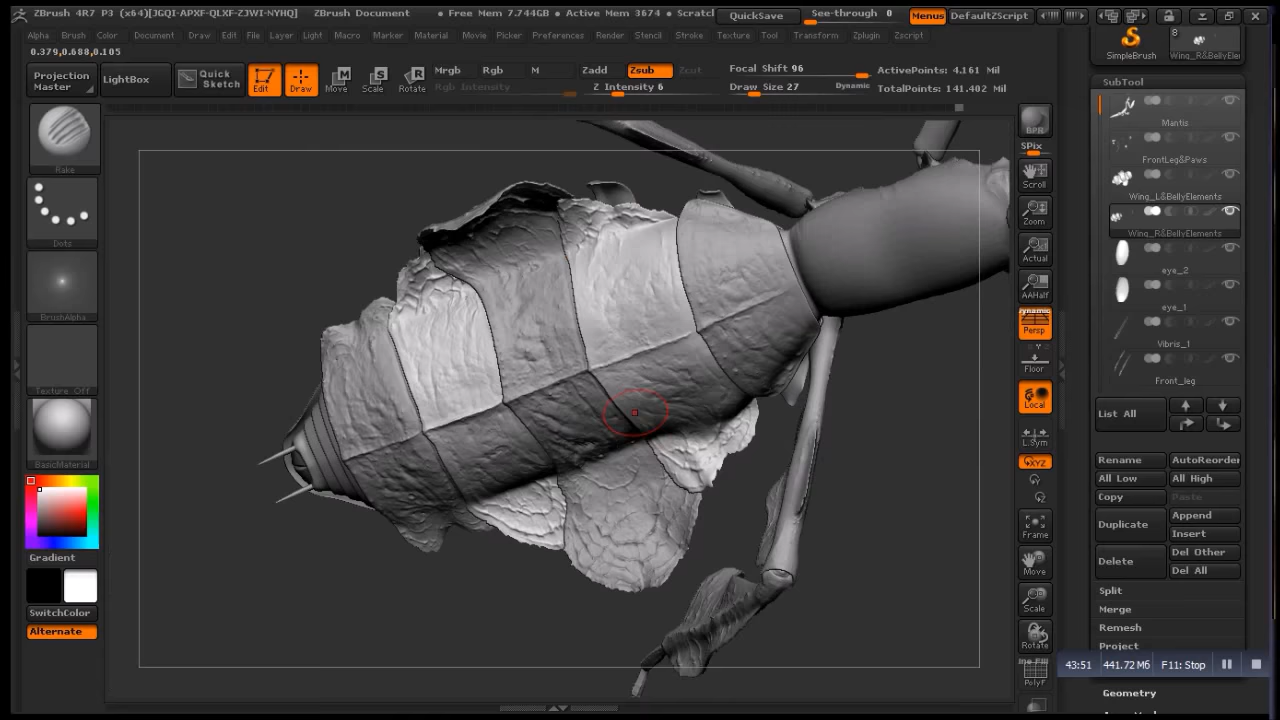 ZBrush 4R7 P3 (x64)[JGQI-APXF-QLXF-ZJWI-NYHQ] ZBrush Document • Free Mem 7.744GB • Active Mem 3674 • Scratcl QuickSave See-through 0 Menus DefaultZScript
Alpha Brush Color Document Draw Edit File Layer Light Macro Marker Material Movie Picker Preferences Render Stencil Stroke Texture Tool Transform Zplugin Zscript
0.379,0.688,0.105
Projection Master
LightBox
Quick Sketch
Edit Draw Move Scale Rotate
Mrgb Rgb M
Rgb Intensity
Zadd Zsub Zcut
Z Intensity 6
Focal Shift 96
Draw Size 27 Dynamic
ActivePoints: 4.161 Mil
TotalPoints: 141.402 Mil
Rake
Dots
BrushAlpha
Texture Off
BasicMaterial
Gradient
SwitchColor
Alternate
BPR
SPix
Scroll
Zoom
Actual
AAHalf
Dynamic
Persp
Floor
Local
L.Sym
XYZ
Frame
Move
Scale
Rotate
PolyF
8
SimpleBrush Wing_R&BellyEle
SubTool
Mantis
FrontLeg&Paws
Wing_L&BellyElements
Wing_R&BellyElements
eye_2
eye_1
Vibris_1
Front_leg
List All
Rename AutoReorder
All Low All High
Copy Paste
Duplicate Append
Insert
Delete Del Other
Del All
Split
Merge
Remesh
Project
43:51 441.72 Мб F11: Stop
Geometry